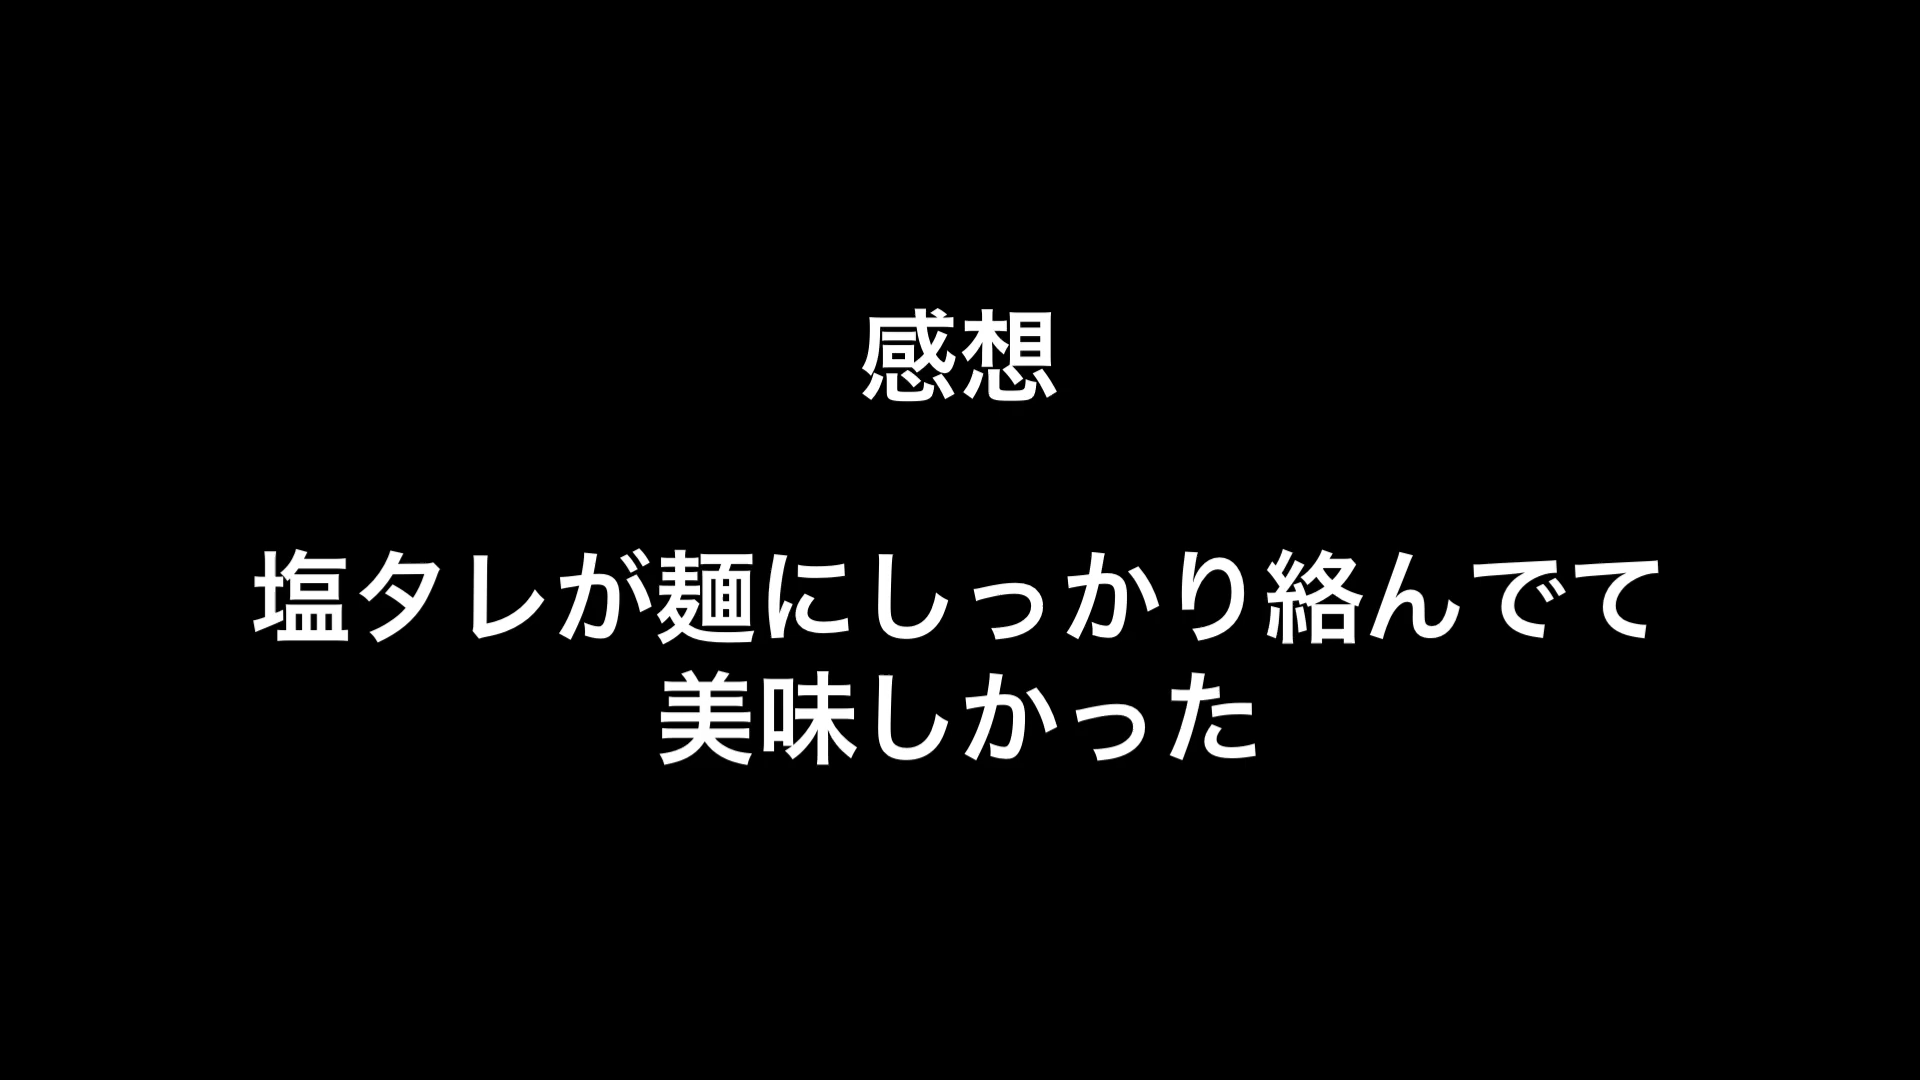 感想
塩タレが麺にしっかり絡んでて
美味しかった